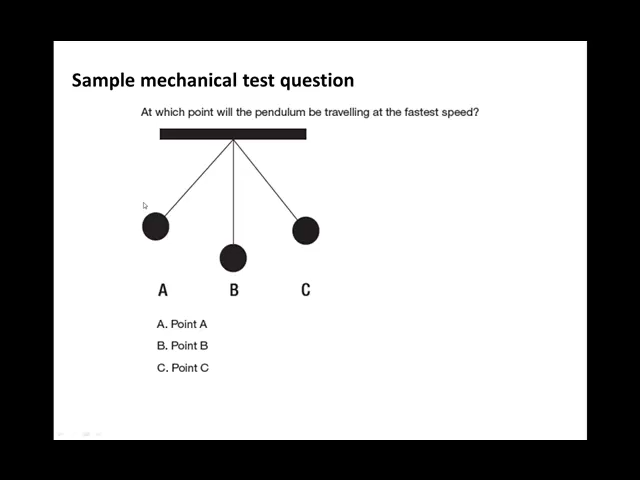 Sample mechanical test question
At which point will the pendulum be travelling at the fastest speed?
A B C
A. Point A
B. Point B
C. Point C